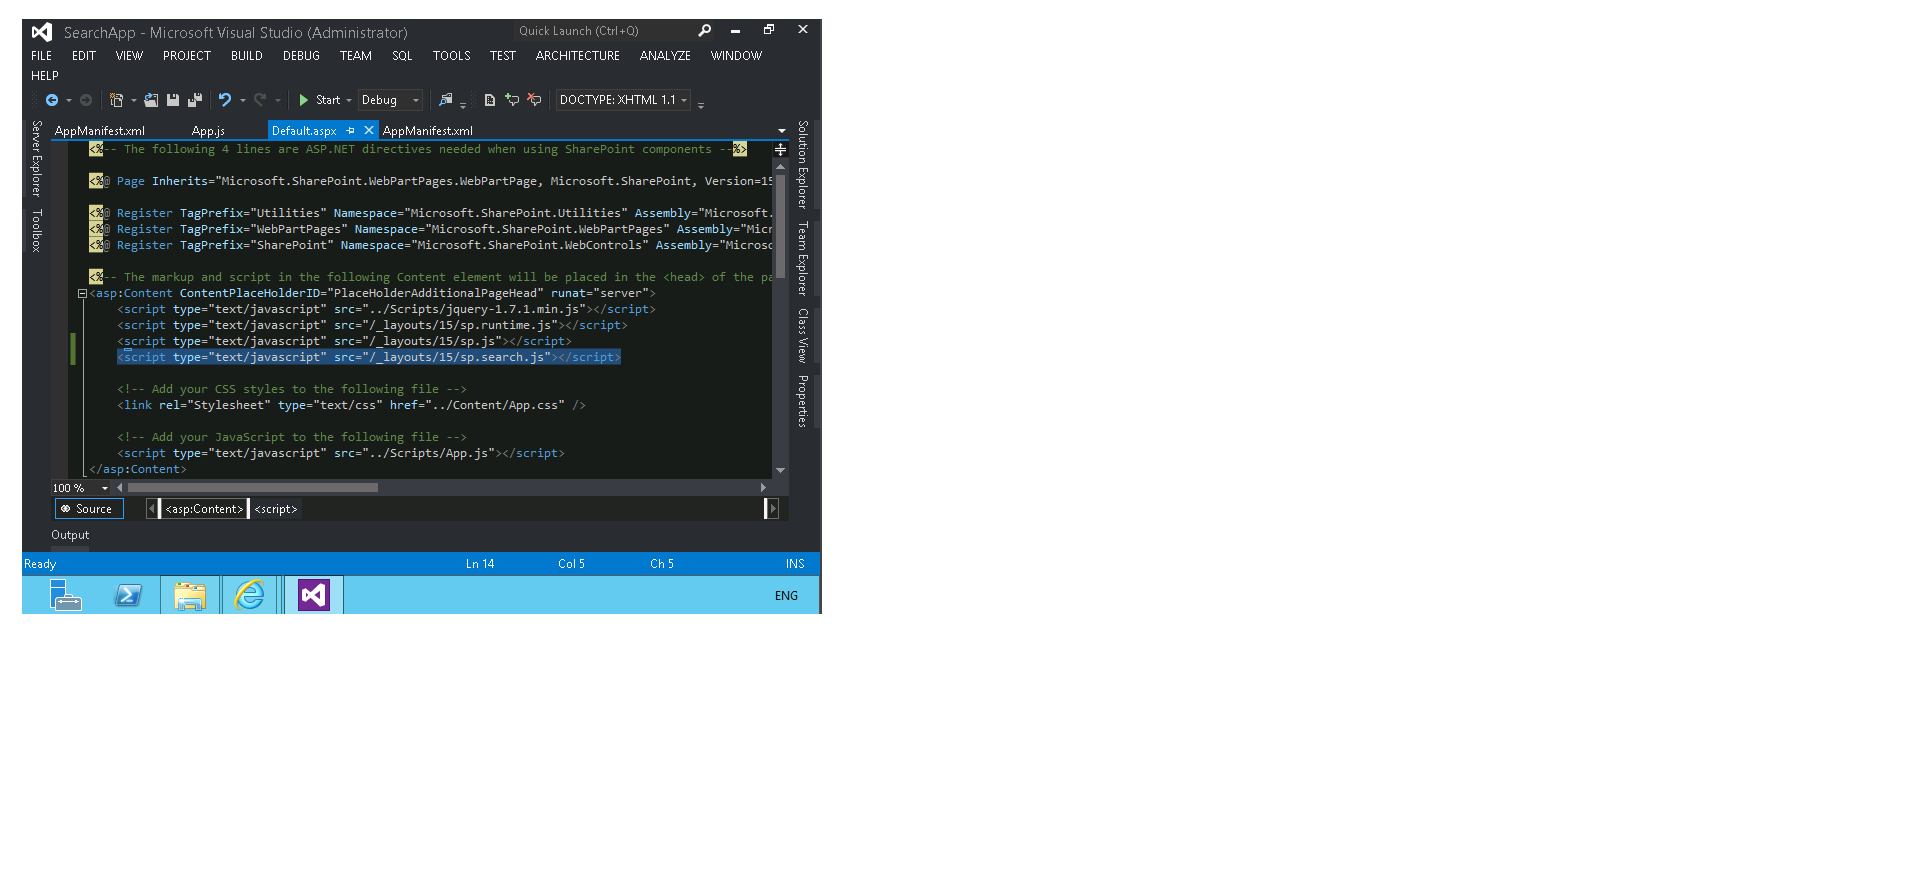 SearchApp - Microsoft Visual Studio (Administrator)
Quick Launch (Ctrl+Q)
FILE EDIT VIEW PROJECT BUILD DEBUG TEAM SQL TOOLS TEST ARCHITECTURE ANALYZE WINDOW
HELP
Start Debug DOCTYPE: XHTML 1.1
AppManifest.xml App.js Default.aspx AppManifest.xml
Server Explorer
Toolbox
<%-- The following 4 lines are ASP.NET directives needed when using SharePoint components --%>
<%@ Page Inherits="Microsoft.SharePoint.WebPartPages.WebPartPage, Microsoft.SharePoint, Version=15
<%@ Register TagPrefix="Utilities" Namespace="Microsoft.SharePoint.Utilities" Assembly="Microsoft.
<%@ Register TagPrefix="WebPartPages" Namespace="Microsoft.SharePoint.WebPartPages" Assembly="Micr
<%@ Register TagPrefix="SharePoint" Namespace="Microsoft.SharePoint.WebControls" Assembly="Microso
<%-- The markup and script in the following Content element will be placed in the <head> of the pa
<asp:Content ContentPlaceHolderID="PlaceHolderAdditionalPageHead" runat="server">
<script type="text/javascript" src="../Scripts/jquery-1.7.1.min.js"></script>
<script type="text/javascript" src="/_layouts/15/sp.runtime.js"></script>
<script type="text/javascript" src="/_layouts/15/sp.js"></script>
<script type="text/javascript" src="/_layouts/15/sp.search.js"></script>
<!-- Add your CSS styles to the following file -->
<link rel="Stylesheet" type="text/css" href="../Content/App.css" />
<!-- Add your JavaScript to the following file -->
<script type="text/javascript" src="../Scripts/App.js"></script>
</asp:Content>
Solution Explorer
Team Explorer
Class View
Properties
100 %
Source <asp:Content> <script>
Output
Ready Ln 14 Col 5 Ch 5 INS
ENG